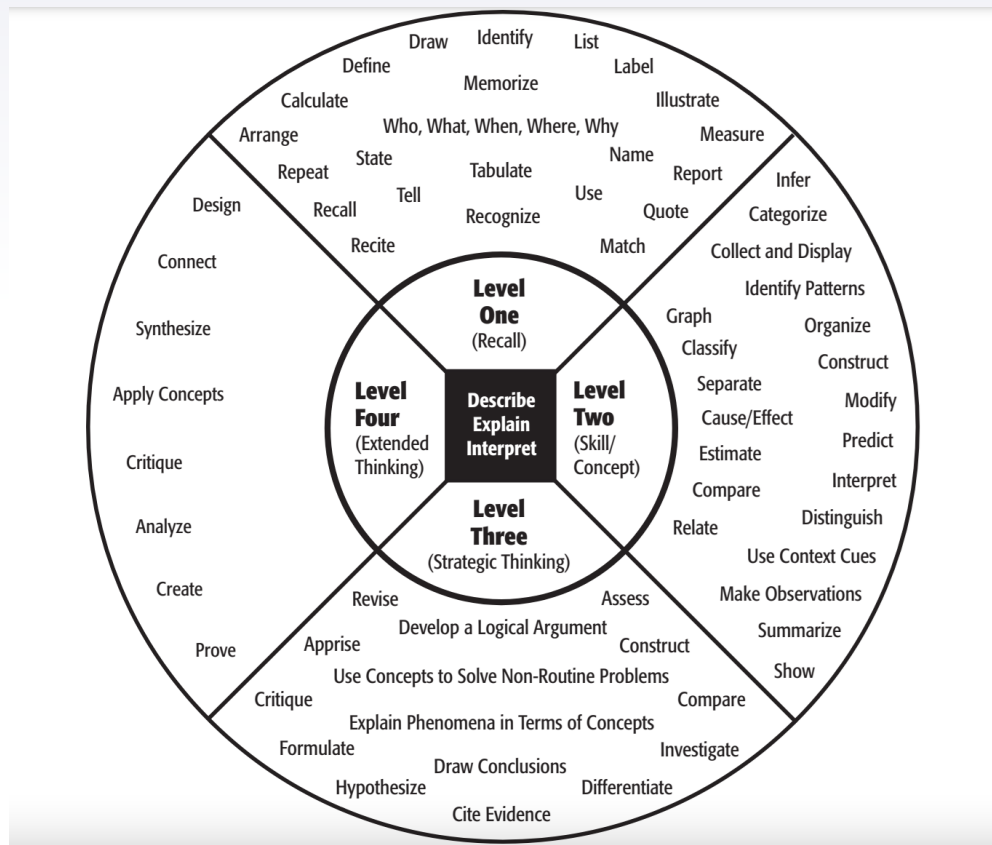 Draw
Identify
List
Define
Label
Memorize
Calculate
Illustrate
Who, What, When, Where, Why
Arrange
Measure
State
Name
Repeat
Tabulate
Report
Tell
Use
Recall
Recognize
Quote
Recite
Match
Infer
Categorize
Collect and Display
Identify Patterns
Graph
Organize
Classify
Construct
Separate
Modify
Cause/Effect
Predict
Estimate
Interpret
Compare
Distinguish
Relate
Use Context Cues
Make Observations
Summarize
Show
Revise
Assess
Develop a Logical Argument
Apprise
Construct
Use Concepts to Solve Non-Routine Problems
Critique
Compare
Explain Phenomena in Terms of Concepts
Formulate
Investigate
Draw Conclusions
Hypothesize
Differentiate
Cite Evidence
Design
Connect
Synthesize
Apply Concepts
Critique
Analyze
Create
Prove
Level
One
(Recall)
Level
Two
(Skill/
Concept)
Level
Three
(Strategic Thinking)
Level
Four
(Extended
Thinking)
Describe
Explain
Interpret